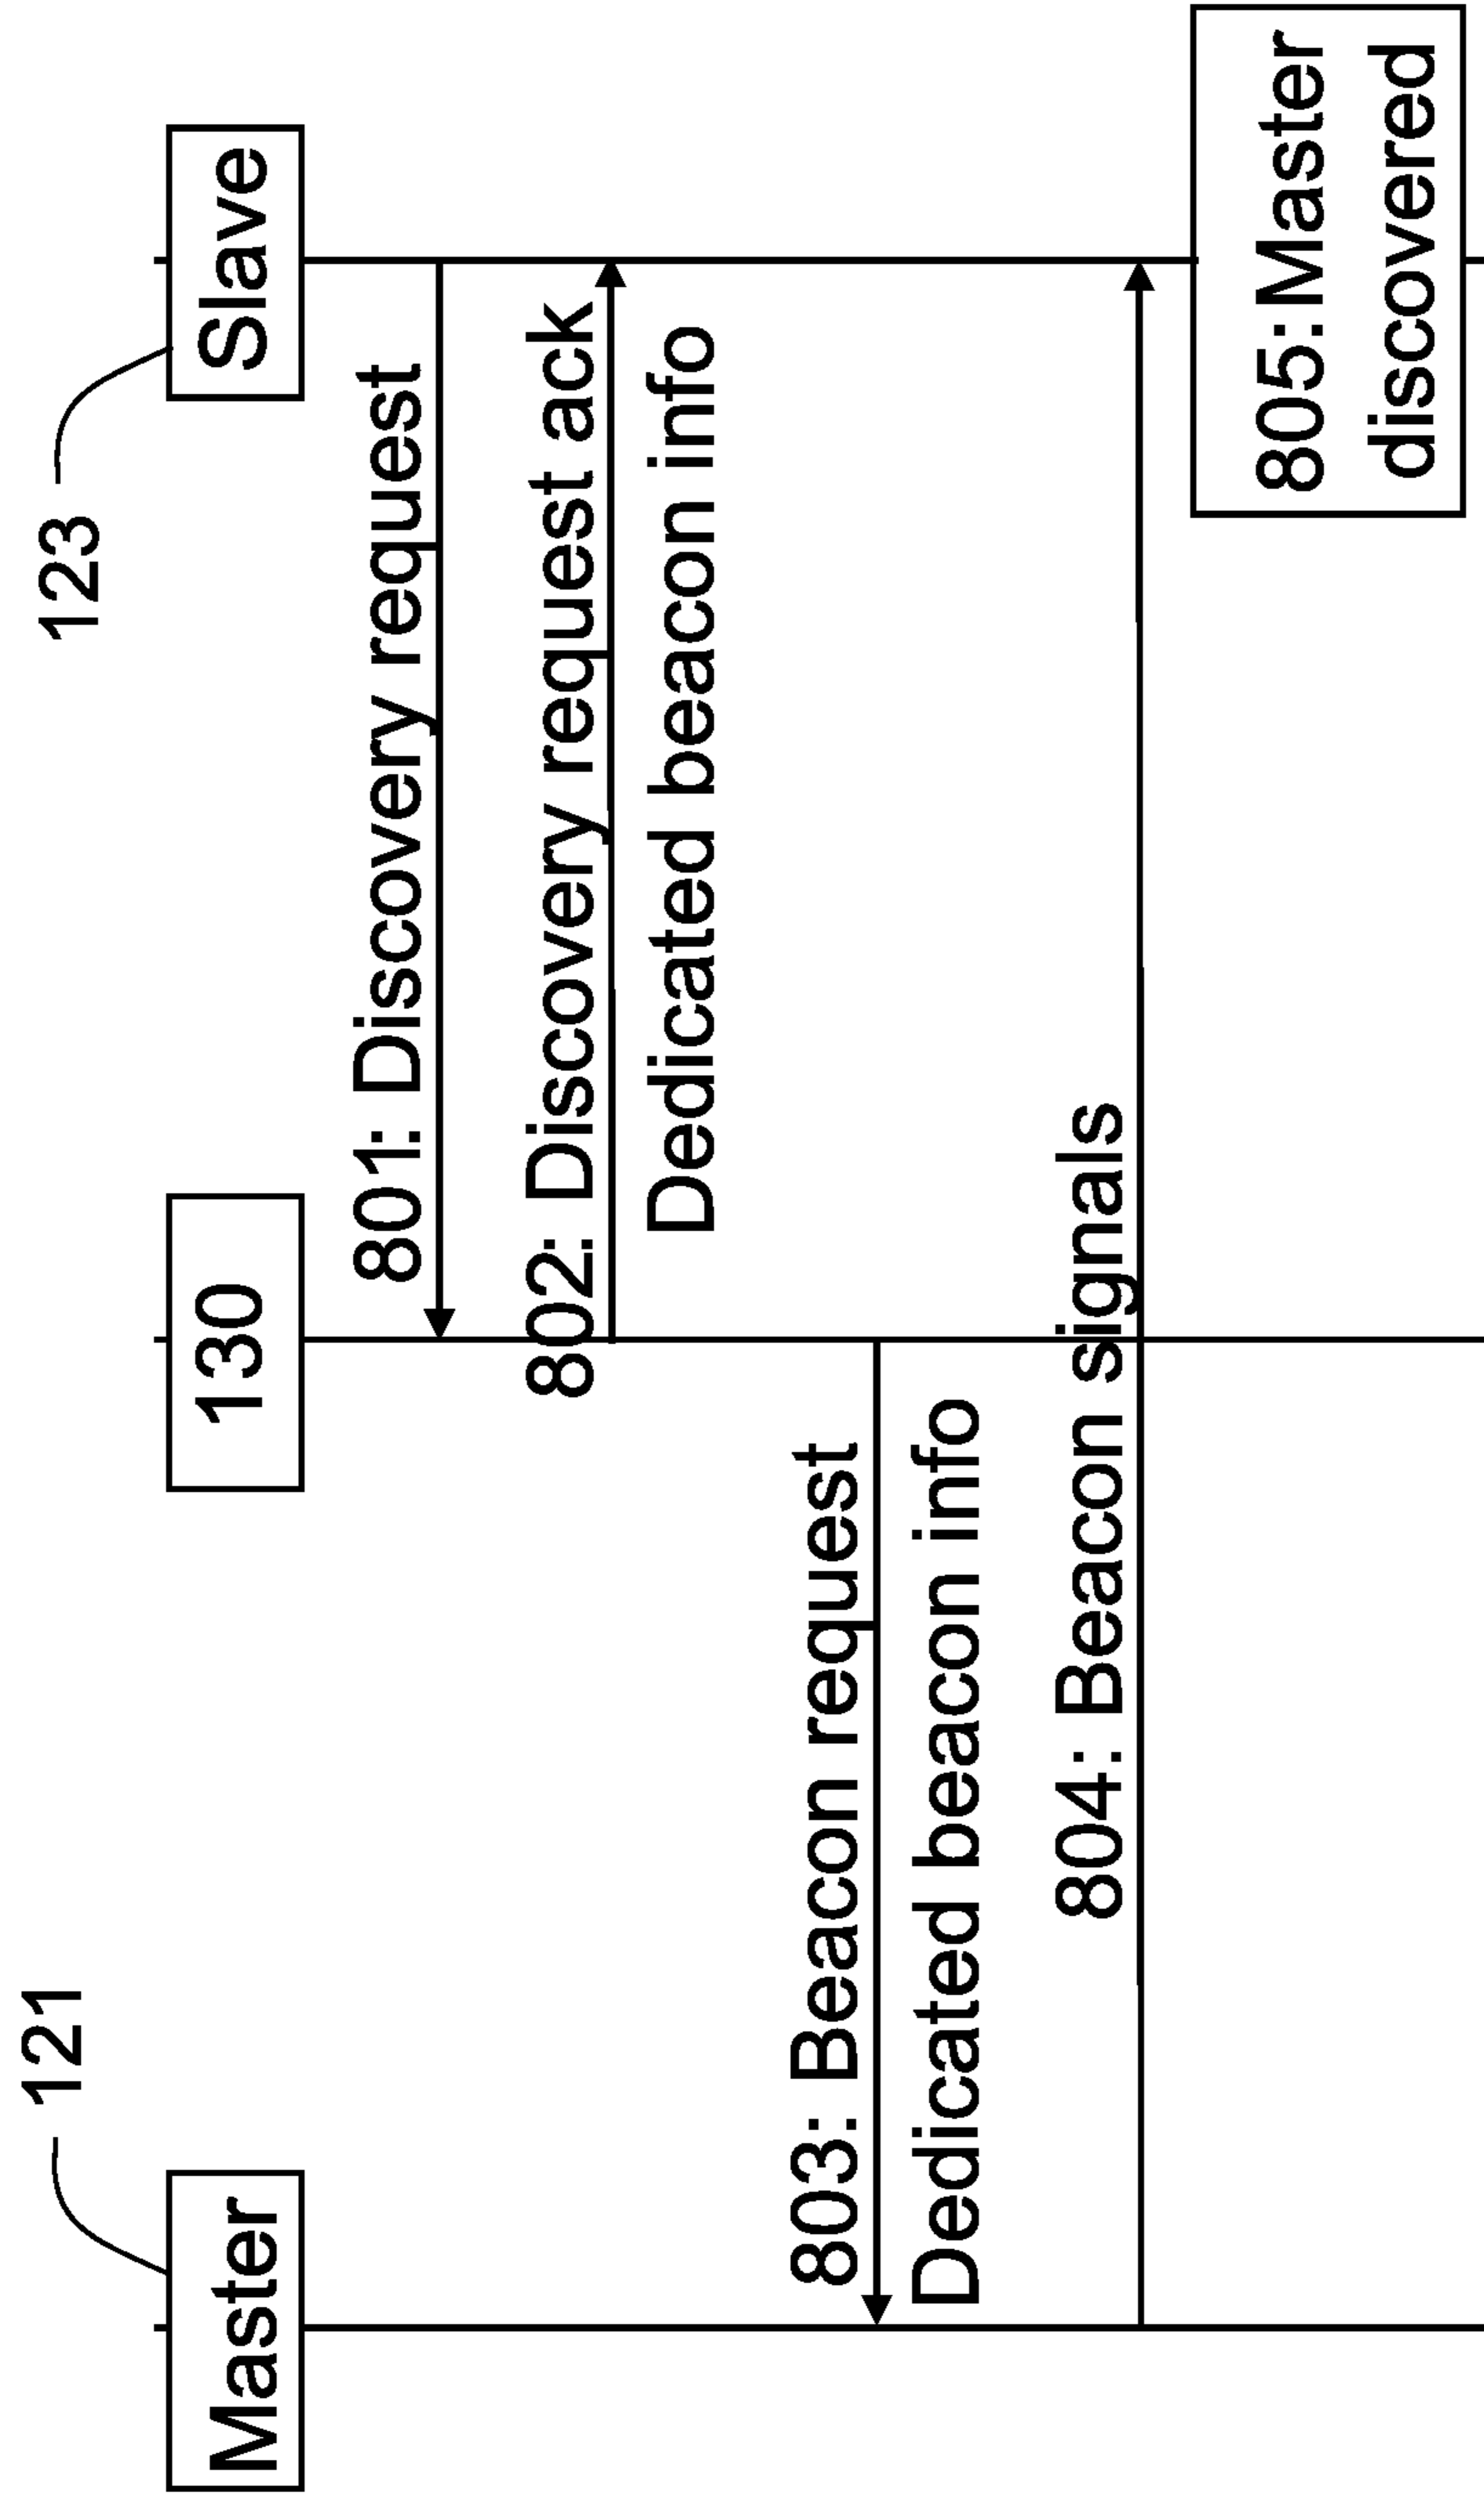 121
123
Master
130
Slave
801: Discovery request
802: Discovery request ack
Dedicated beacon info
803: Beacon request
Dedicated beacon info
804: Beacon signals
805:Master
discovered